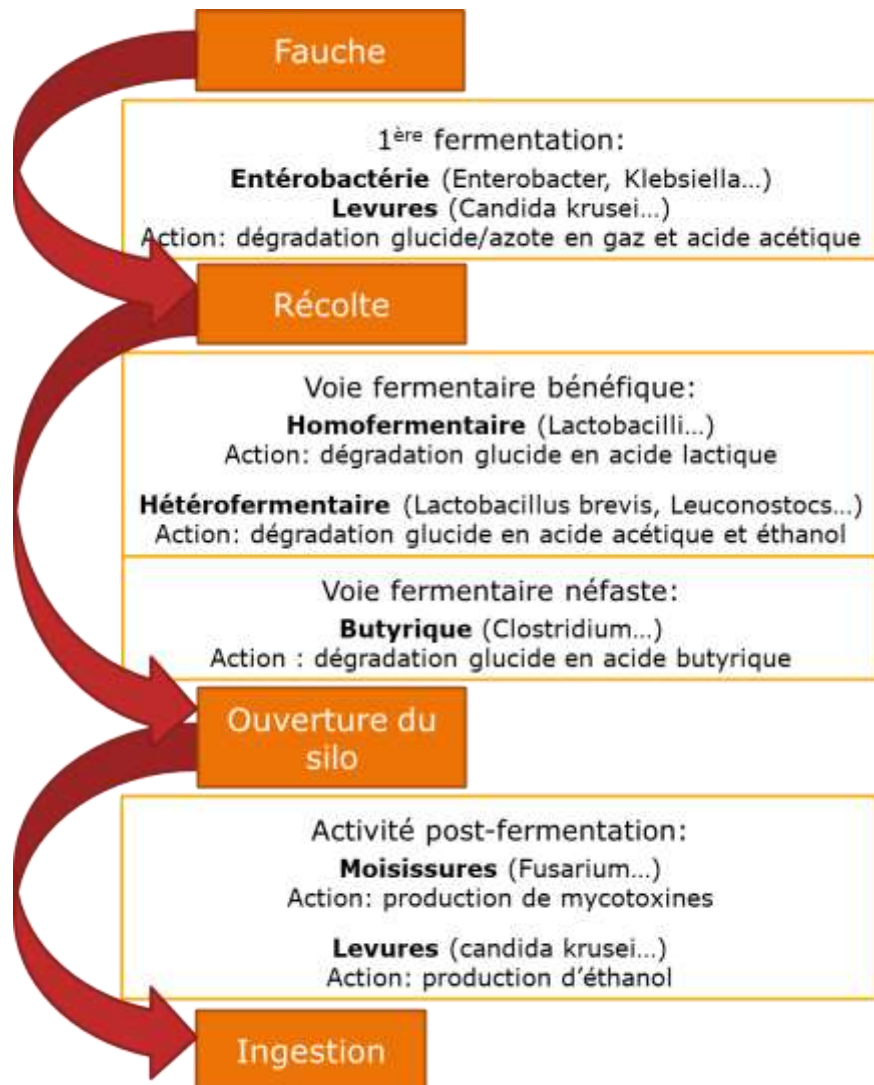 Fauche
1ère fermentation:
Entérobactérie (Enterobacter, Klebsiella…)
Levures (Candida krusei…)
Action: dégradation glucide/azote en gaz et acide acétique
Récolte
Voie fermentaire bénéfique:
Homofermentaire (Lactobacilli…)
Action: dégradation glucide en acide lactique
Hétérofermentaire (Lactobacillus brevis, Leuconostocs…)
Action: dégradation glucide en acide acétique et éthanol
Voie fermentaire néfaste:
Butyrique (Clostridium…)
Action : dégradation glucide en acide butyrique
Ouverture du
silo
Activité post-fermentation:
Moisissures (Fusarium…)
Action: production de mycotoxines
Levures (candida krusei…)
Action: production d’éthanol
Ingestion